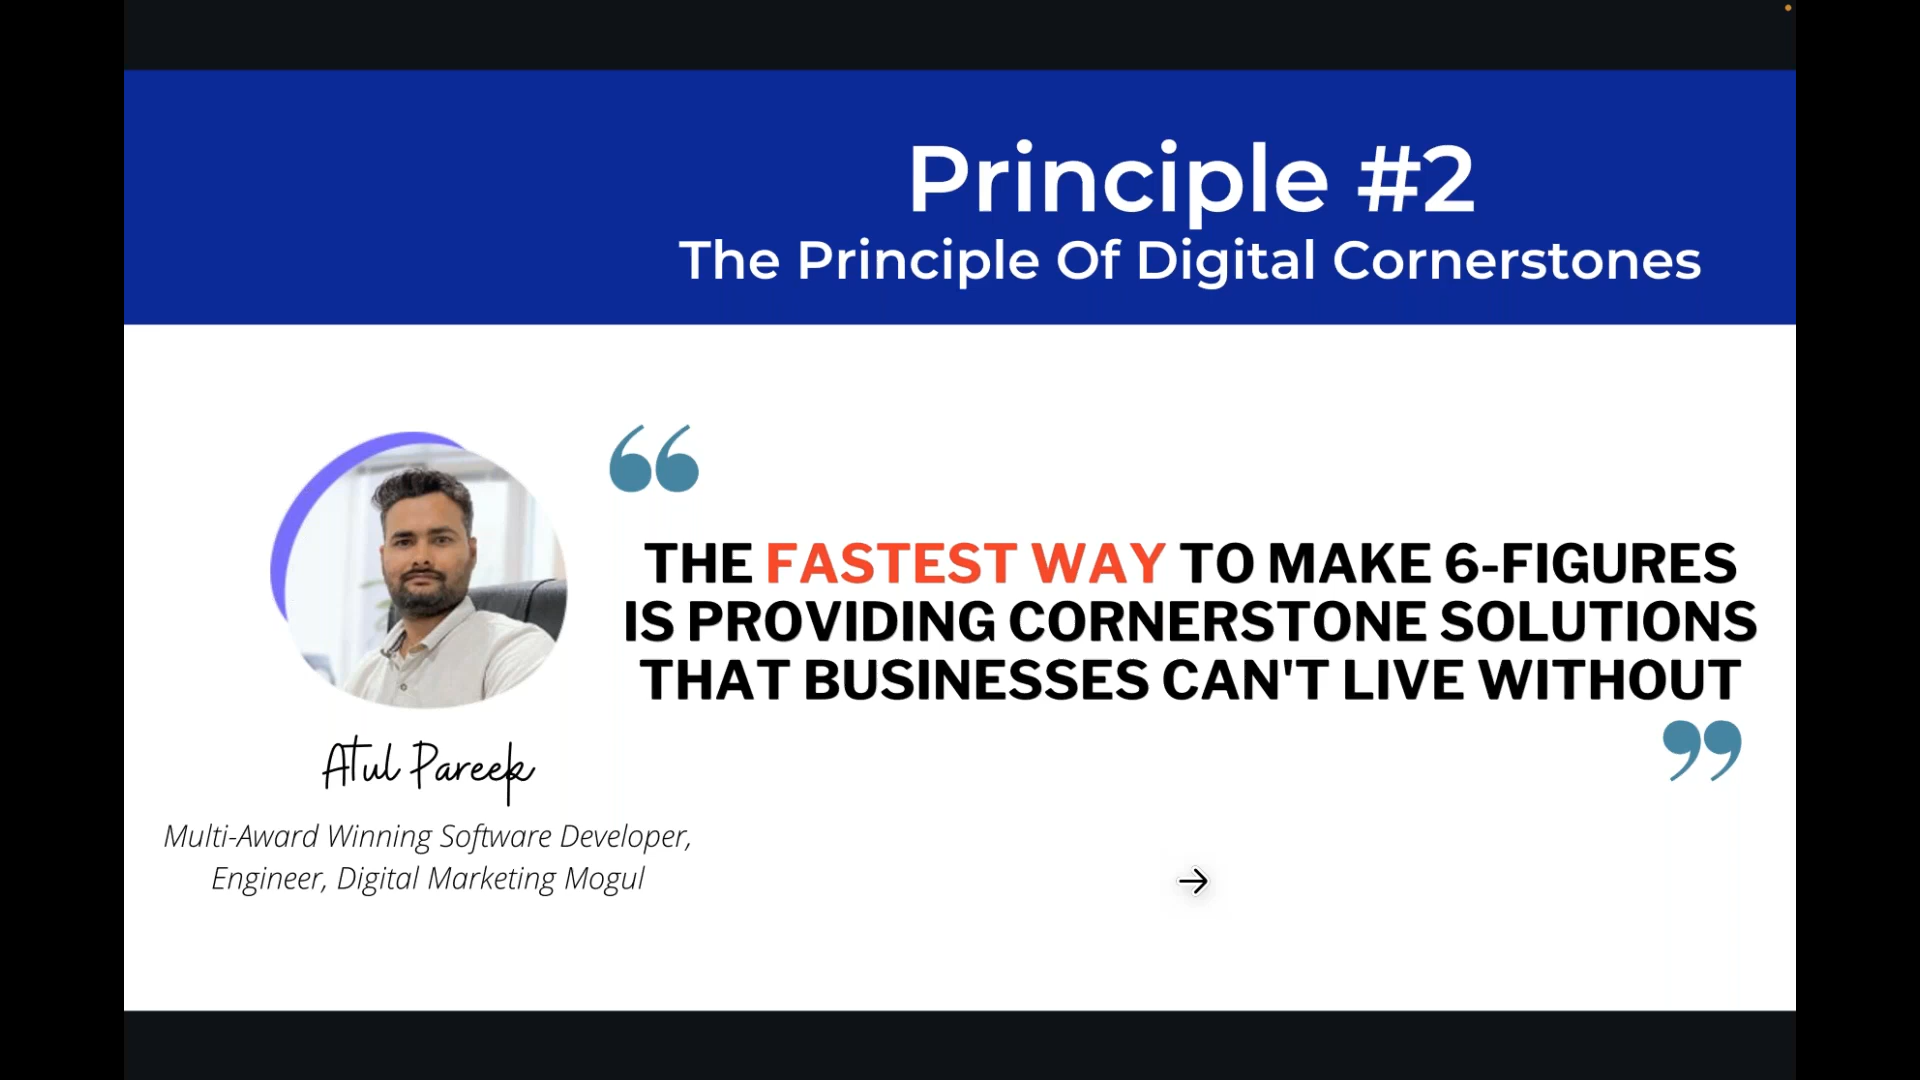 Principle #2
The Principle Of Digital Cornerstones
THE FASTEST WAY TO MAKE 6-FIGURES
IS PROVIDING CORNERSTONE SOLUTIONS
THAT BUSINESSES CAN'T LIVE WITHOUT
Atul Pareek
Multi-Award Winning Software Developer,
Engineer, Digital Marketing Mogul